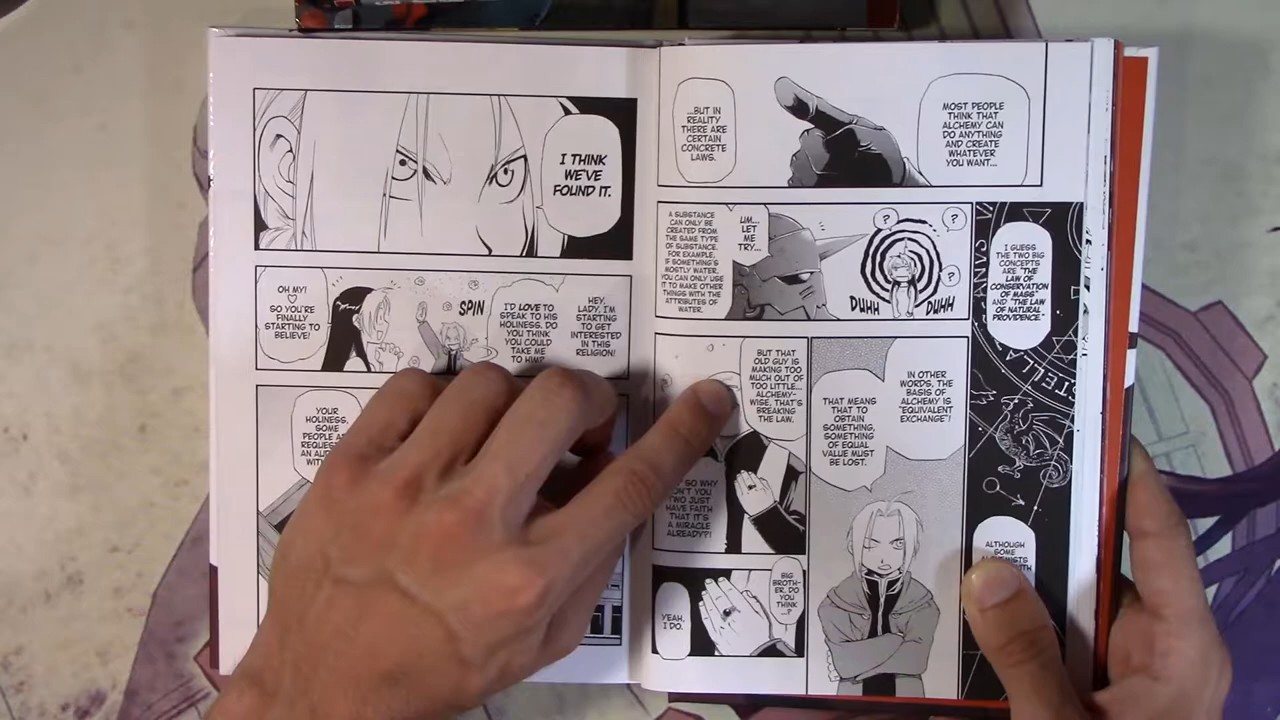 MOST PEOPLE
THINK THAT
ALCHEMY CAN
DO ANYTHING
AND CREATE
WHATEVER
YOU WANT...
...BUT IN
REALITY
THERE ARE
CERTAIN
CONCRETE
LAWS.
I GUESS
THE TWO BIG
CONCEPTS
ARE "THE
LAW OF
CONSERVATION
OF MASS"
AND "THE LAW
OF NATURAL
PROVIDENCE."
ALTHOUGH
SOME
?
?
?
DUHH
DUHH
UM...
LET
ME
TRY...
A SUBSTANCE
CAN ONLY BE
CREATED FROM
THE SAME TYPE
OF SUBSTANCE.
FOR EXAMPLE,
IF SOMETHING'S
MOSTLY WATER,
YOU CAN ONLY USE
IT TO MAKE OTHER
THINGS WITH THE
ATTRIBUTES OF
WATER.
IN OTHER
WORDS, THE
BASIS OF
ALCHEMY IS
"EQUIVALENT
EXCHANGE"!
THAT MEANS
THAT TO
OBTAIN
SOMETHING,
SOMETHING
OF EQUAL
VALUE MUST
BE LOST.
BUT THAT
OLD GUY IS
MAKING TOO
MUCH OUT OF
TOO LITTLE...
ALCHEMY-
WISE, THAT'S
BREAKING
THE LAW.
SO WHY
TWO JUST
HAVE FAITH
THAT IT'S
A MIRACLE
ALREADY?!
BIG
BROTH-
ER. DO
YOU
THINK
...?
YEAH,
I DO.
I THINK
WE'VE
FOUND IT.
HEY,
LADY, I'M
STARTING
TO GET
INTERESTED
IN THIS
RELIGION!
I'D LOVE TO
SPEAK TO HIS
HOLINESS. DO
YOU THINK
YOU COULD
TAKE ME
TO HIM?
SPIN
OH MY!
♡
SO YOU'RE
FINALLY
STARTING TO
BELIEVE!
YOUR
HOLINESS,
SOME